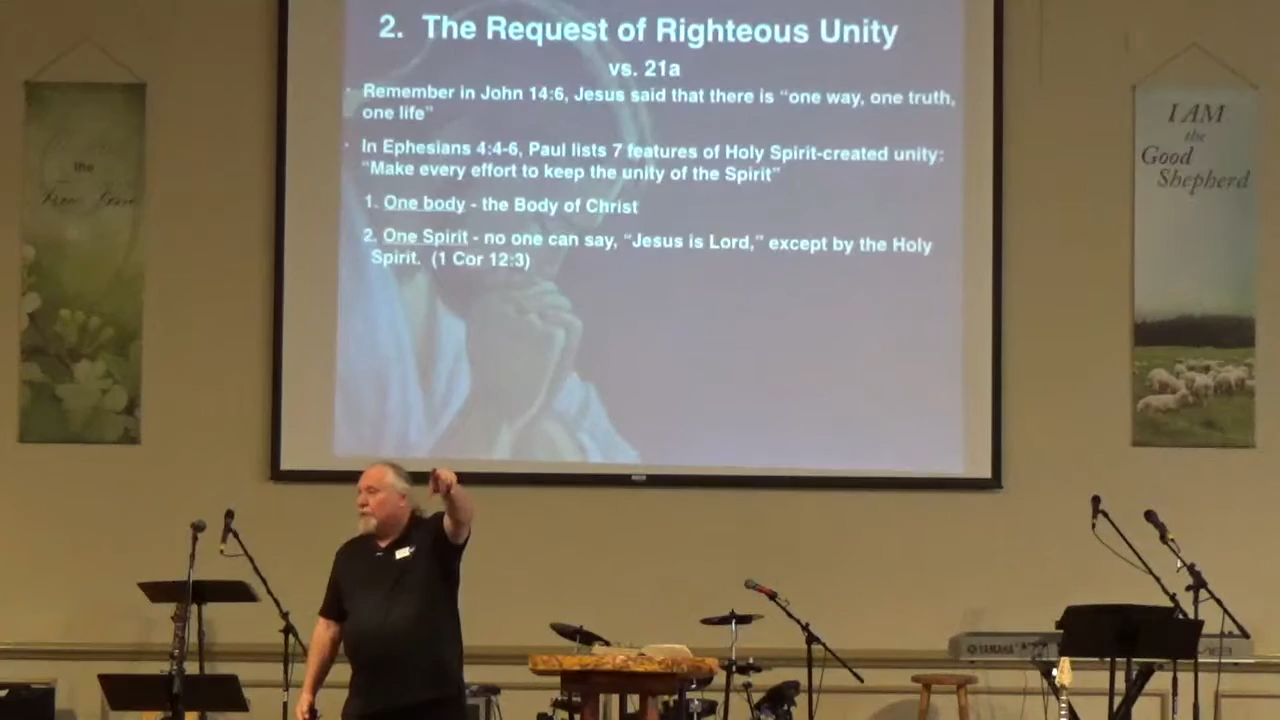 2. The Request of Righteous Unity
vs. 21a
· Remember in John 14:6, Jesus said that there is “one way, one truth,
one life”
· In Ephesians 4:4-6, Paul lists 7 features of Holy Spirit-created unity:
“Make every effort to keep the unity of the Spirit”
1. One body - the Body of Christ
2. One Spirit - no one can say, “Jesus is Lord,” except by the Holy
Spirit. (1 Cor 12:3)
the
I AM
the
Good
Shepherd
YAMAHA